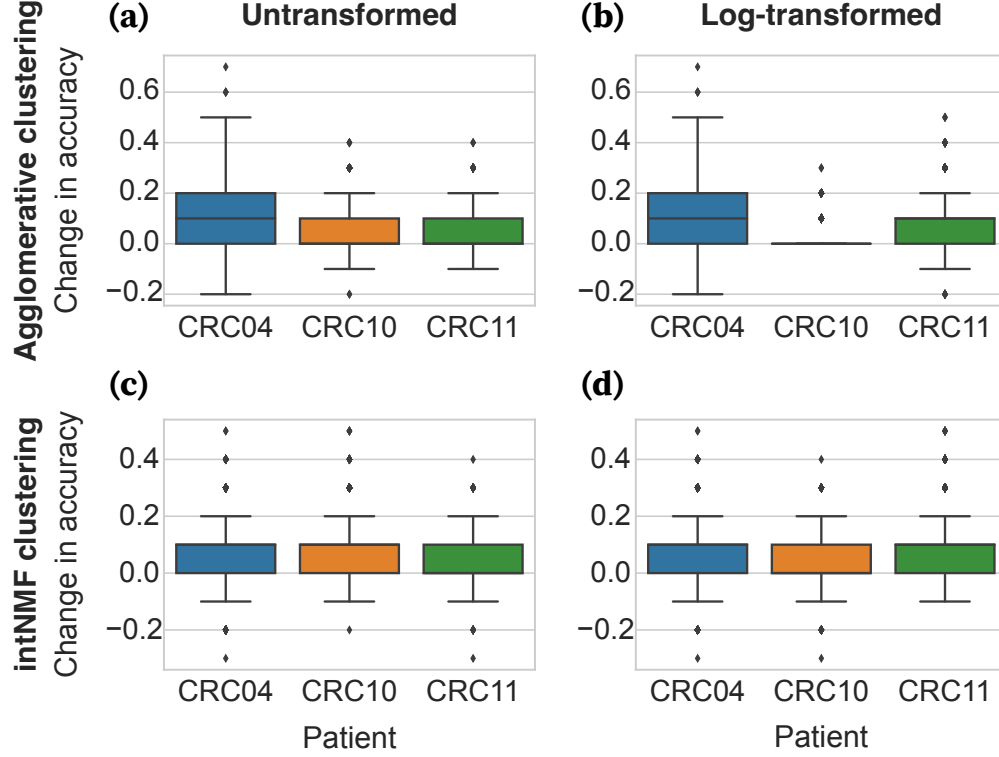 (a) Untransformed
(b) Log-transformed
Agglomerative clustering
Change in accuracy
0.6
0.4
0.2
0.0
−0.2
CRC04 CRC10 CRC11
0.6
0.4
0.2
0.0
−0.2
CRC04 CRC10 CRC11
(c)
(d)
intNMF clustering
Change in accuracy
0.4
0.2
0.0
−0.2
CRC04 CRC10 CRC11
Patient
0.4
0.2
0.0
−0.2
CRC04 CRC10 CRC11
Patient